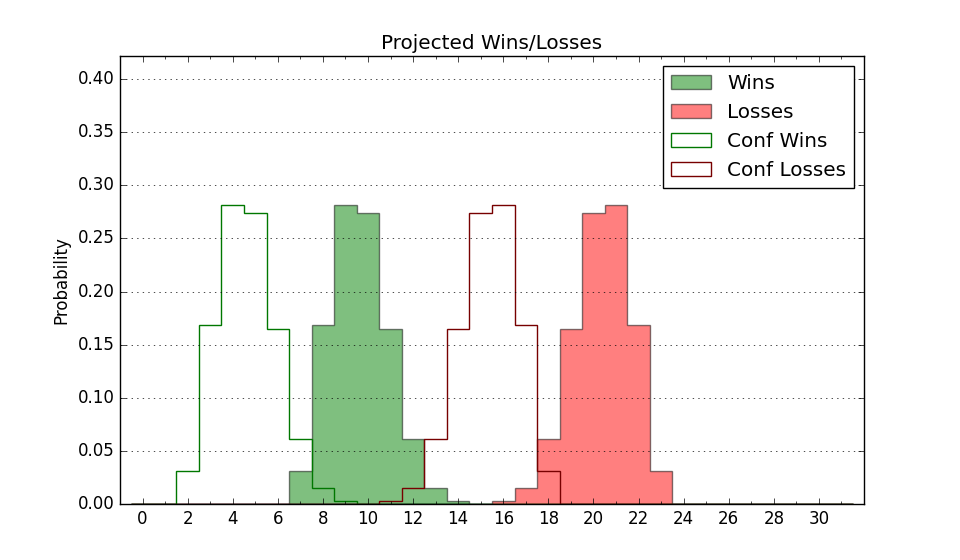 Projected Wins/Losses
0.40
0.35
0.30
0.25
0.20
0.15
0.10
0.05
0.00
Probability
Wins
Losses
Conf Wins
Conf Losses
0 2 4 6 8 10 12 14 16 18 20 22 24 26 28 30